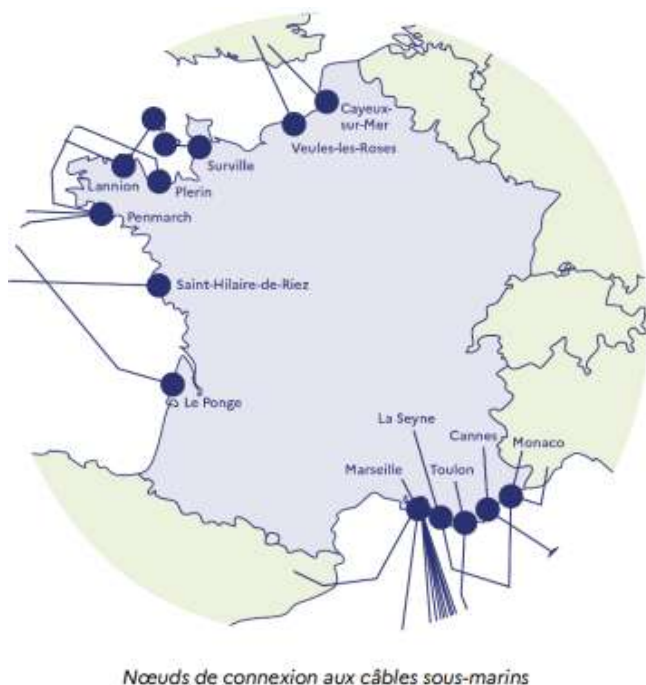 Cayeux-
sur-Mer
Veules-les-Roses
Surville
Lannion
Plerin
Penmarch
Saint-Hilaire-de-Riez
Le Ponge
La Seyne
Cannes
Monaco
Marseille
Toulon
Nœuds de connexion aux câbles sous-marins